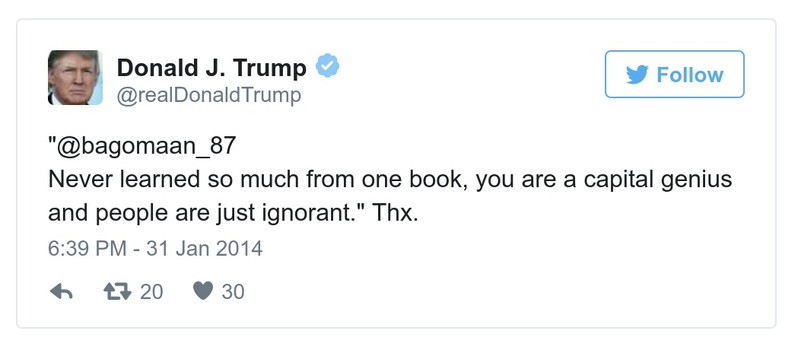 Donald J. Trump
@realDonaldTrump
Follow
"@bagomaan_87
Never learned so much from one book, you are a capital genius
and people are just ignorant." Thx.
6:39 PM - 31 Jan 2014
20
30